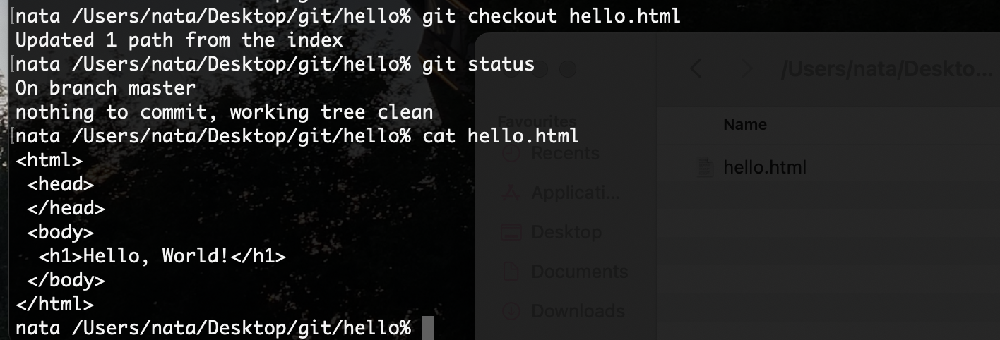 [nata /Users/nata/Desktop/git/hello% git checkout hello.html
Updated 1 path from the index
[nata /Users/nata/Desktop/git/hello% git status
On branch master
nothing to commit, working tree clean
[nata /Users/nata/Desktop/git/hello% cat hello.html
<html>
 <head>
 </head>
 <body>
  <h1>Hello, World!</h1>
 </body>
</html>
nata /Users/nata/Desktop/git/hello%
/Users/nata/Deskto...
Favourites
Recents
Applicati...
Desktop
Documents
Downloads
Name
hello.html